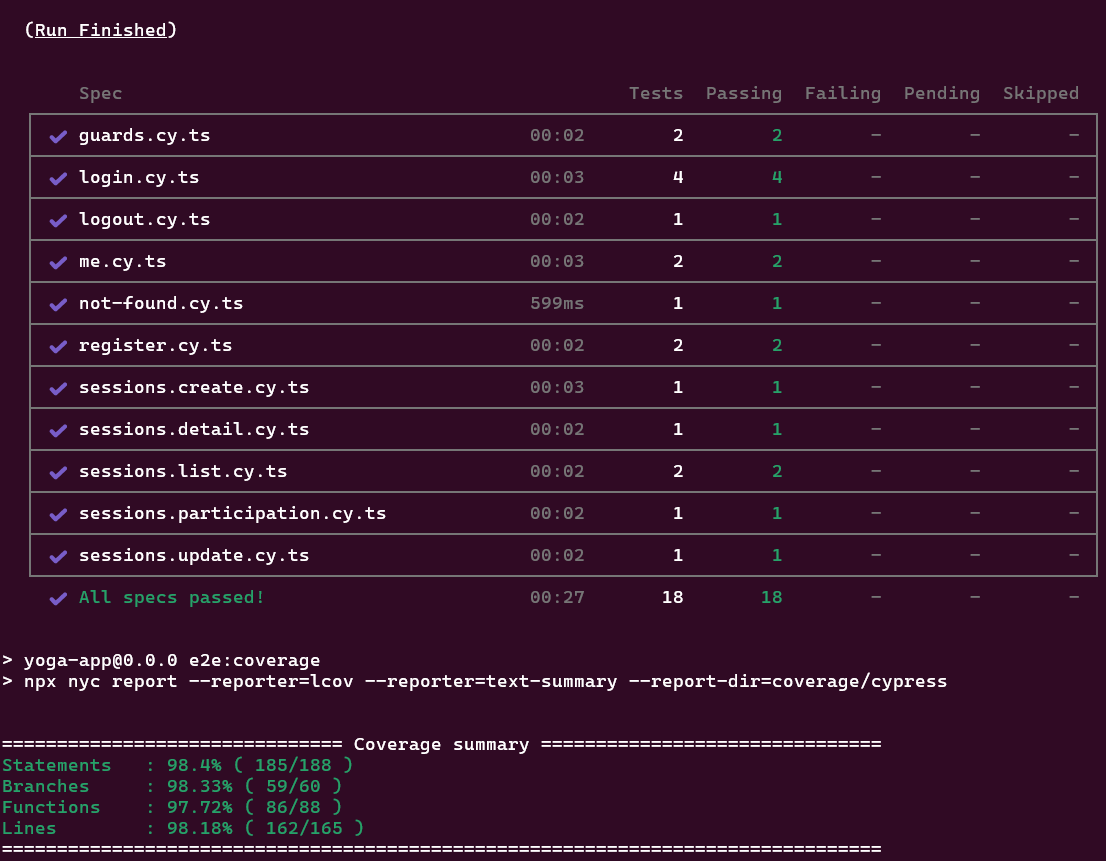 (Run Finished)
Spec Tests Passing Failing Pending Skipped
✔ guards.cy.ts 00:02 2 2 - - -
✔ login.cy.ts 00:03 4 4 - - -
✔ logout.cy.ts 00:02 1 1 - - -
✔ me.cy.ts 00:03 2 2 - - -
✔ not-found.cy.ts 599ms 1 1 - - -
✔ register.cy.ts 00:02 2 2 - - -
✔ sessions.create.cy.ts 00:03 1 1 - - -
✔ sessions.detail.cy.ts 00:02 1 1 - - -
✔ sessions.list.cy.ts 00:02 2 2 - - -
✔ sessions.participation.cy.ts 00:02 1 1 - - -
✔ sessions.update.cy.ts 00:02 1 1 - - -
✔ All specs passed! 00:27 18 18 - - -
> yoga-app@0.0.0 e2e:coverage
> npx nyc report --reporter=lcov --reporter=text-summary --report-dir=coverage/cypress
=============================== Coverage summary ===============================
Statements   : 98.4% ( 185/188 )
Branches     : 98.33% ( 59/60 )
Functions    : 97.72% ( 86/88 )
Lines        : 98.18% ( 162/165 )
================================================================================